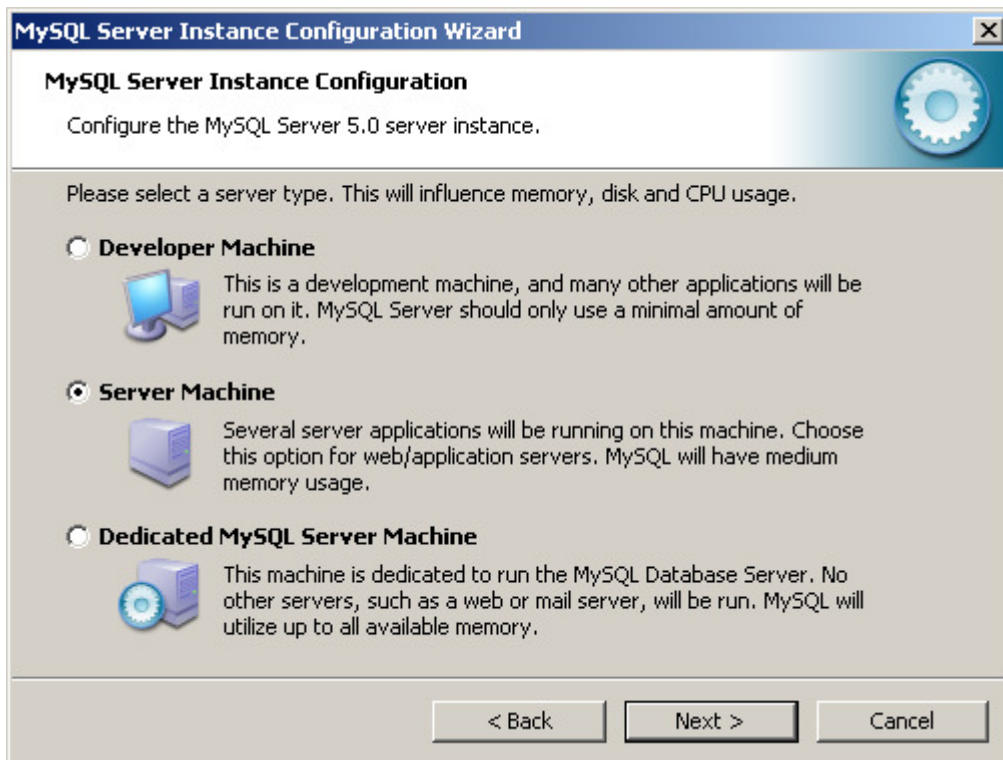 MySQL Server Instance Configuration Wizard
MySQL Server Instance Configuration
Configure the MySQL Server 5.0 server instance.
Please select a server type. This will influence memory, disk and CPU usage.
Developer Machine
This is a development machine, and many other applications will be
run on it. MySQL Server should only use a minimal amount of
memory.
Server Machine
Several server applications will be running on this machine. Choose
this option for web/application servers. MySQL will have medium
memory usage.
Dedicated MySQL Server Machine
This machine is dedicated to run the MySQL Database Server. No
other servers, such as a web or mail server, will be run. MySQL will
utilize up to all available memory.
< Back Next > Cancel